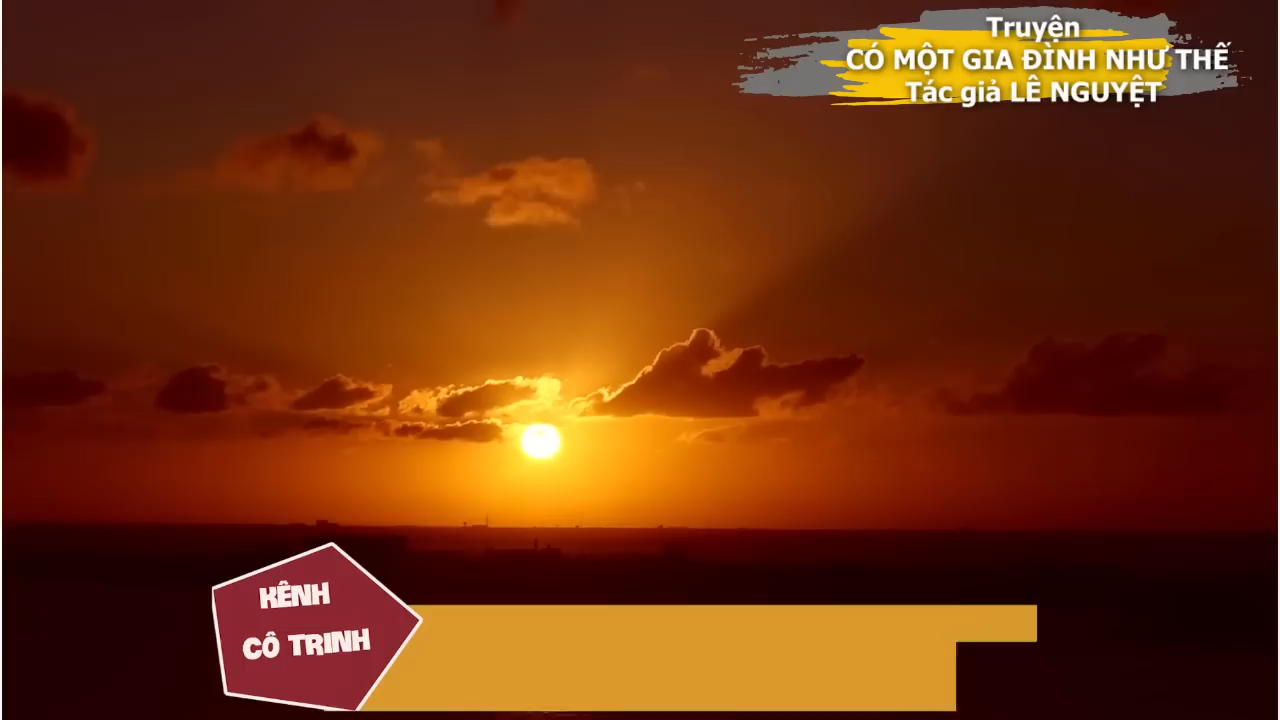 Truyện
CÓ MỘT GIA ĐÌNH NHƯ THẾ
Tác giả LÊ NGUYỆT
KÊNH
CÔ TRINH